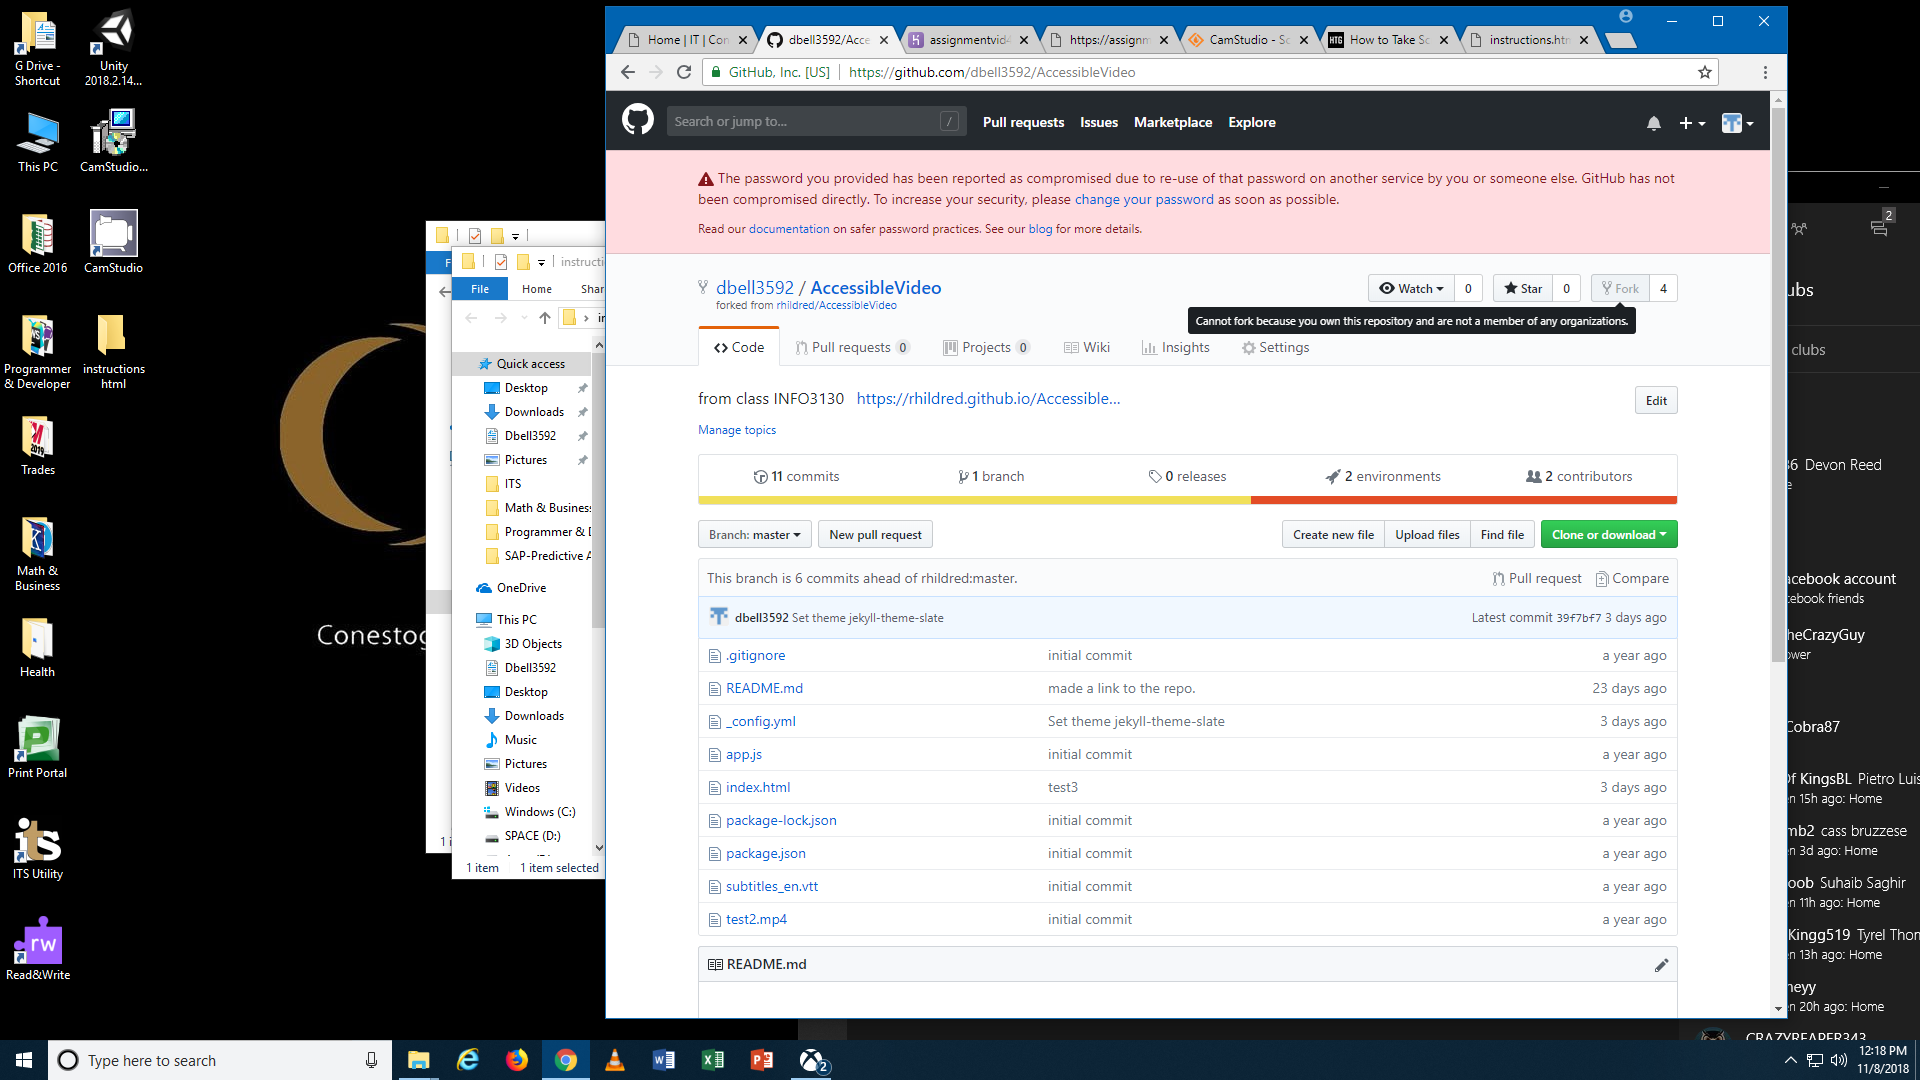 G Drive - Shortcut
Unity 2018.2.14...
This PC
CamStudio...
Office 2016
CamStudio
Programmer & Developer
instructions html
Trades
Math & Business
Health
Print Portal
ITS Utility
Read&Write
Conestog
instructi
File Home Shar
Quick access
Desktop
Downloads
Dbell3592
Pictures
ITS
Math & Busines
Programmer & D
SAP-Predictive A
OneDrive
This PC
3D Objects
Dbell3592
Desktop
Downloads
Music
Pictures
Videos
Windows (C:)
SPACE (D:)
1 item 1 item selected
Home | IT | Con
dbell3592/Acce
assignmentvid
https://assignm
CamStudio - Sc
HTG How to Take Sc
instructions.htm
GitHub, Inc. [US] https://github.com/dbell3592/AccessibleVideo
Search or jump to... /
Pull requests Issues Marketplace Explore
The password you provided has been reported as compromised due to re-use of that password on another service by you or someone else. GitHub has not
been compromised directly. To increase your security, please change your password as soon as possible.
Read our documentation on safer password practices. See our blog for more details.
dbell3592 / AccessibleVideo
forked from rhildred/AccessibleVideo
Watch 0 Star 0 Fork 4
Cannot fork because you own this repository and are not a member of any organizations.
Code Pull requests 0 Projects 0 Wiki Insights Settings
from class INFO3130 https://rhildred.github.io/Accessible...
Edit
Manage topics
11 commits 1 branch 0 releases 2 environments 2 contributors
Branch: master New pull request Create new file Upload files Find file Clone or download
This branch is 6 commits ahead of rhildred:master. Pull request Compare
dbell3592 Set theme jekyll-theme-slate Latest commit 39f7bf7 3 days ago
.gitignore initial commit a year ago
README.md made a link to the repo. 23 days ago
_config.yml Set theme jekyll-theme-slate 3 days ago
app.js initial commit a year ago
index.html test3 3 days ago
package-lock.json initial commit a year ago
package.json initial commit a year ago
subtitles_en.vtt initial commit a year ago
test2.mp4 initial commit a year ago
README.md
2
ubs
clubs
36 Devon Reed
acebook account
cebook friends
heCrazyGuy
ower
Cobra87
Of KingsBL Pietro Luis
n 15h ago: Home
mb2 cass bruzzese
n 3d ago: Home
oob Suhaib Saghir
n 11h ago: Home
Kingg519 Tyrel Thon
n 13h ago: Home
heyy
n 20h ago: Home
CRAZYREAPER343
Type here to search
2
12:18 PM
11/8/2018